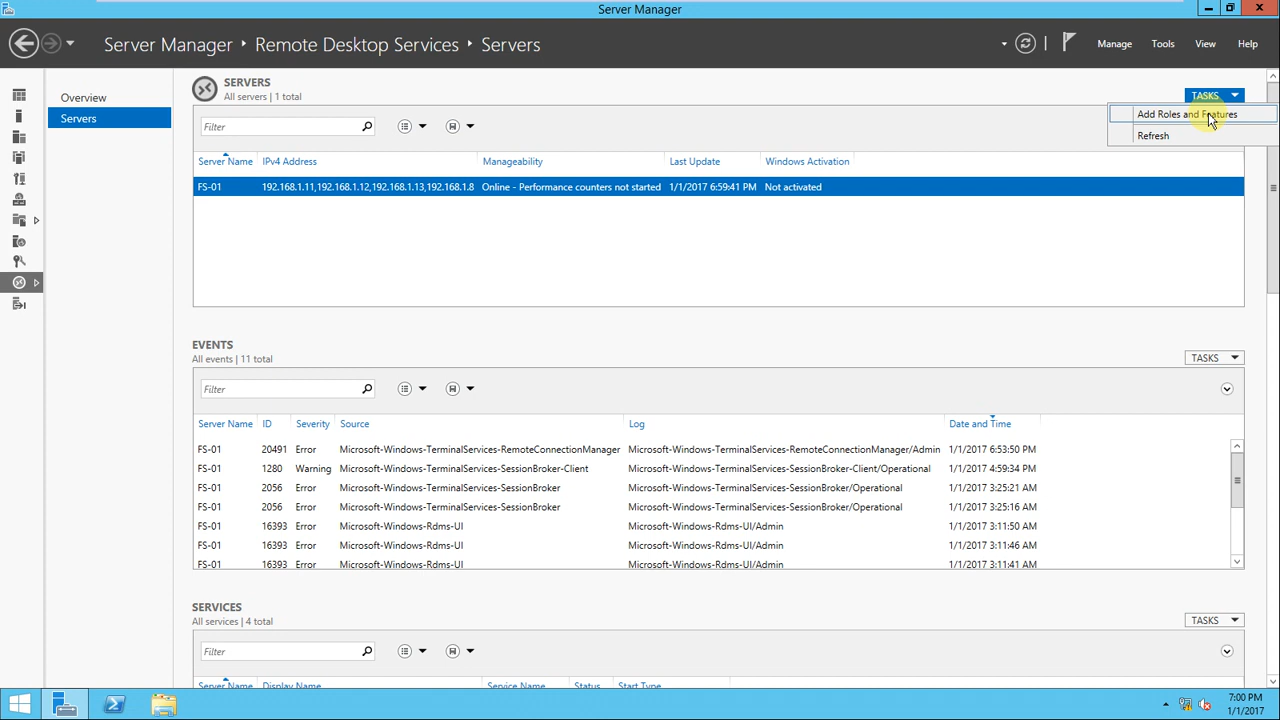 Server Manager
Server Manager ‣ Remote Desktop Services ‣ Servers
Manage Tools View Help
Overview
Servers
SERVERS
All servers | 1 total
TASKS
Add Roles and Features
Refresh
Filter
Server Name IPv4 Address Manageability Last Update Windows Activation
FS-01 192.168.1.11,192.168.1.12,192.168.1.13,192.168.1.8 Online - Performance counters not started 1/1/2017 6:59:41 PM Not activated
EVENTS
All events | 11 total
TASKS
Filter
Server Name ID Severity Source Log Date and Time
FS-01 20491 Error Microsoft-Windows-TerminalServices-RemoteConnectionManager Microsoft-Windows-TerminalServices-RemoteConnectionManager/Admin 1/1/2017 6:53:50 PM
FS-01 1280 Warning Microsoft-Windows-TerminalServices-SessionBroker-Client Microsoft-Windows-TerminalServices-SessionBroker-Client/Operational 1/1/2017 4:59:34 PM
FS-01 2056 Error Microsoft-Windows-TerminalServices-SessionBroker Microsoft-Windows-TerminalServices-SessionBroker/Operational 1/1/2017 3:25:21 AM
FS-01 2056 Error Microsoft-Windows-TerminalServices-SessionBroker Microsoft-Windows-TerminalServices-SessionBroker/Operational 1/1/2017 3:25:16 AM
FS-01 16393 Error Microsoft-Windows-Rdms-UI Microsoft-Windows-Rdms-UI/Admin 1/1/2017 3:11:50 AM
FS-01 16393 Error Microsoft-Windows-Rdms-UI Microsoft-Windows-Rdms-UI/Admin 1/1/2017 3:11:46 AM
FS-01 16393 Error Microsoft-Windows-Rdms-UI Microsoft-Windows-Rdms-UI/Admin 1/1/2017 3:11:41 AM
SERVICES
All services | 4 total
TASKS
Filter
Server Name Display Name Service Name Status Start Type
7:00 PM
1/1/2017